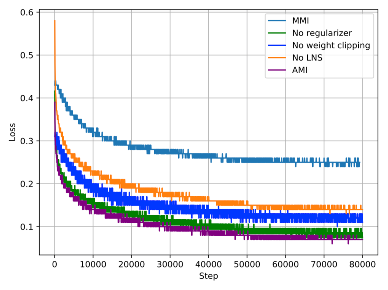 0.6
0.5
0.4
0.3
0.2
0.1
Loss
MMI
No regularizer
No weight clipping
No LNS
AMI
0 10000 20000 30000 40000 50000 60000 70000 80000
Step